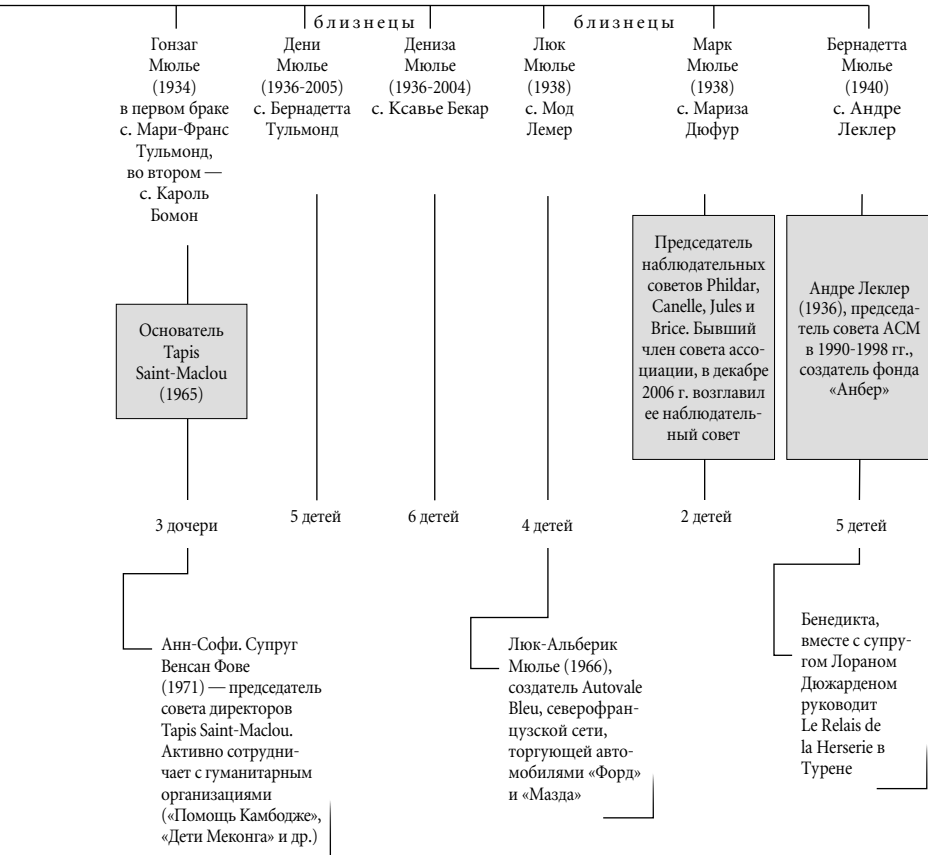 близнецы
близнецы
Гонзаг
Мюлье
(1934)
в первом браке
с. Мари-Франс
Тульмонд,
во втором —
с. Кароль
Бомон
Дени
Мюлье
(1936-2005)
с. Бернадетта
Тульмонд
Дениза
Мюлье
(1936-2004)
с. Ксавье Бекар
Люк
Мюлье
(1938)
с. Мод
Лемер
Марк
Мюлье
(1938)
с. Мариза
Дюфур
Бернадетта
Мюлье
(1940)
с. Андре
Леклер
Основатель
Tapis
Saint-Maclou
(1965)
Председатель
наблюдательных
советов Phildar,
Canelle, Jules и
Brice. Бывший
член совета ассо-
циации, в декабре
2006 г. возглавил
ее наблюдатель-
ный совет
Андре Леклер
(1936), председа-
тель совета АСМ
в 1990-1998 гг.,
создатель фонда
«Анбер»
3 дочери
5 детей
6 детей
4 детей
2 детей
5 детей
Анн-Софи. Супруг
Венсан Фове
(1971) — председатель
совета директоров
Tapis Saint-Maclou.
Активно сотрудни-
чает с гуманитарным
организациями
(«Помощь Камбодже»,
«Дети Меконга» и др.)
Люк-Альберик
Мюлье (1966),
создатель Autovale
Bleu, северофран-
цузской сети,
торгующей авто-
мобилями «Форд»
и «Мазда»
Бенедикта,
вместе с супру-
гом Лораном
Дюжарденом
руководит
Le Relais de
la Herserie в
Турене